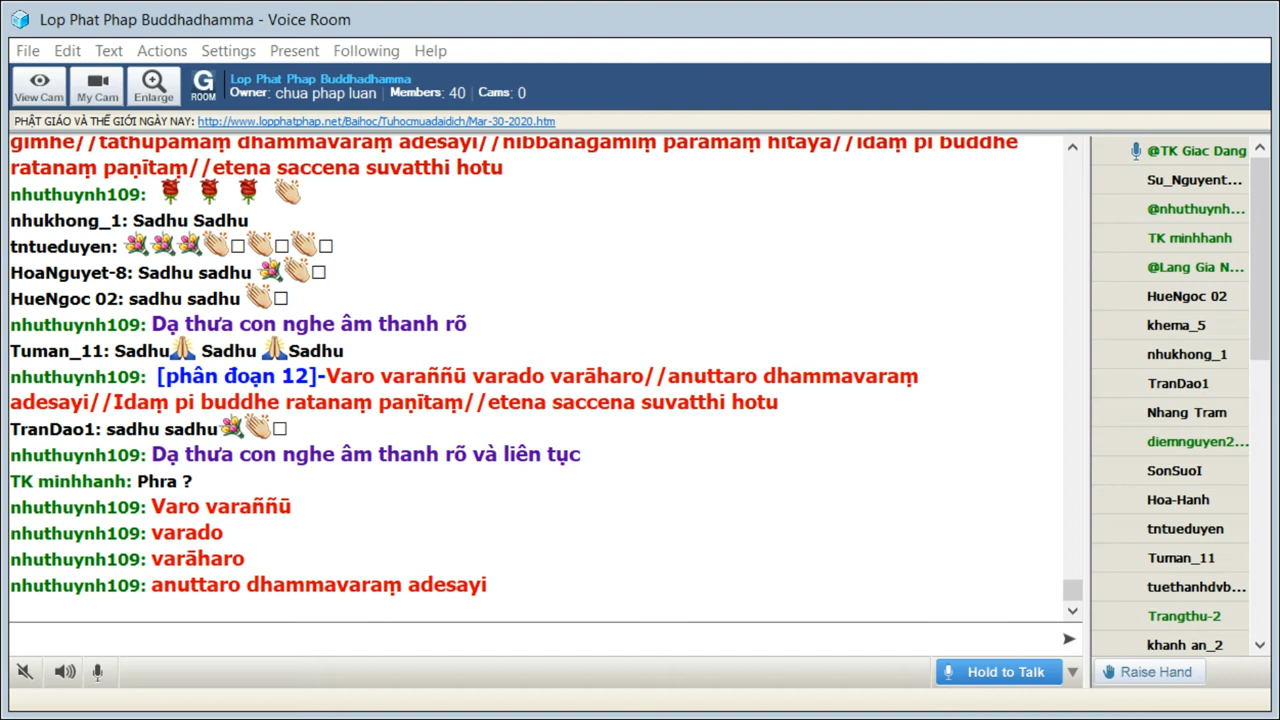 Lop Phat Phap Buddhadhamma - Voice Room
File Edit Text Actions Settings Present Following Help
View Cam My Cam Enlarge G ROOM
Lop Phat Phap Buddhadhamma
Owner: chua phap luan , Members: 40 , Cams: 0
PHẬT GIÁO VÀ THẾ GIỚI NGÀY NAY: http://www.lopphatphap.net/Baihoc/Tuhocmuadaidich/Mar-30-2020.htm
gimhe//tathūpamaṃ dhammavaraṃ adesayi//nibbānagāmiṃ paramaṃ hitāya//idaṃ pi buddhe
ratanaṃ paṇītaṃ//etena saccena suvatthi hotu
nhuthuynh109:
nhukhong_1: Sadhu Sadhu
tntueduyen:
HoaNguyet-8: Sadhu sadhu
HueNgoc 02: sadhu sadhu
nhuthuynh109: Dạ thưa con nghe âm thanh rõ
Tuman_11: Sadhu Sadhu Sadhu
nhuthuynh109: [phân đoạn 12]-Varo varaññū varado varāharo//anuttaro dhammavaraṃ
adesayi//Idaṃ pi buddhe ratanaṃ paṇītaṃ//etena saccena suvatthi hotu
TranDao1: sadhu sadhu
nhuthuynh109: Dạ thưa con nghe âm thanh rõ và liên tục
TK minhhanh: Phra ?
nhuthuynh109: Varo varaññū
nhuthuynh109: varado
nhuthuynh109: varāharo
nhuthuynh109: anuttaro dhammavaraṃ adesayi
@TK Giac Dang
Su_Nguyent...
@nhuthuynh...
TK minhhanh
@Lang Gia N...
HueNgoc 02
khema_5
nhukhong_1
TranDao1
Nhang Tram
diemnguyen2...
SonSuoI
Hoa-Hanh
tntueduyen
Tuman_11
tuethanhdvb...
Trangthu-2
khanh an_2
Hold to Talk
Raise Hand